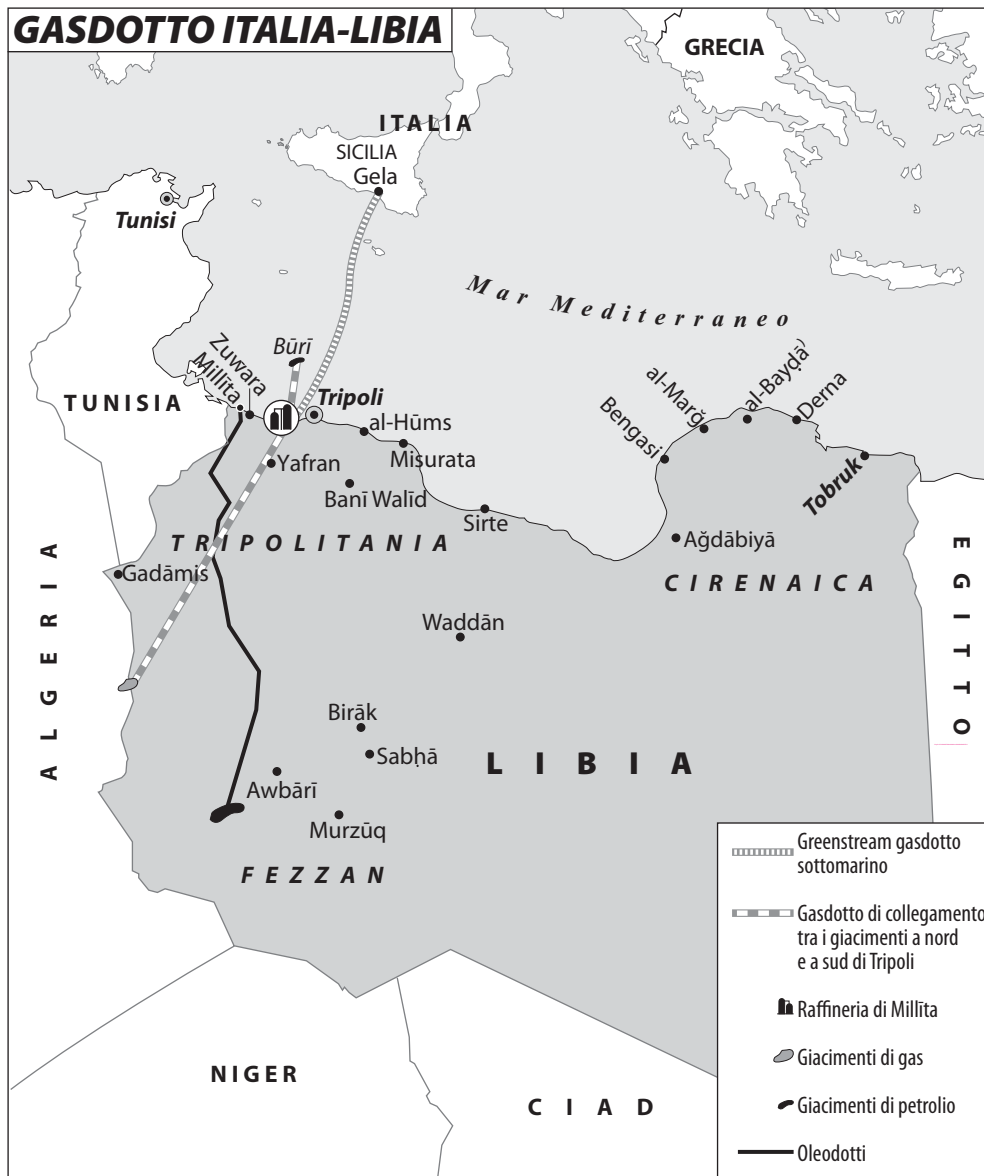 GASDOTTO ITALIA-LIBIA
GRECIA
ITALIA
SICILIA
Gela
Tunisi
Mar Mediterraneo
Būrī
Zuwara
Millīta
Tripoli
TUNISIA
al-Hūms
Misurata
Yafran
Banī Walīd
Sirte
al-Bayḍā)
al-Marğ
Derna
Bengasi
Tobruk
TRIPOLITANIA
Ağdābiyā
CIRENAICA
Gadāmis
ALGERIA
EGITTO
Waddān
Birāk
Sabḥā
LIBIA
Awbārī
Murzūq
FEZZAN
NIGER
CIAD
Greenstream gasdotto
sottomarino
Gasdotto di collegamento
tra i giacimenti a nord
e a sud di Tripoli
Raffineria di Millīta
Giacimenti di gas
Giacimenti di petrolio
Oleodotti